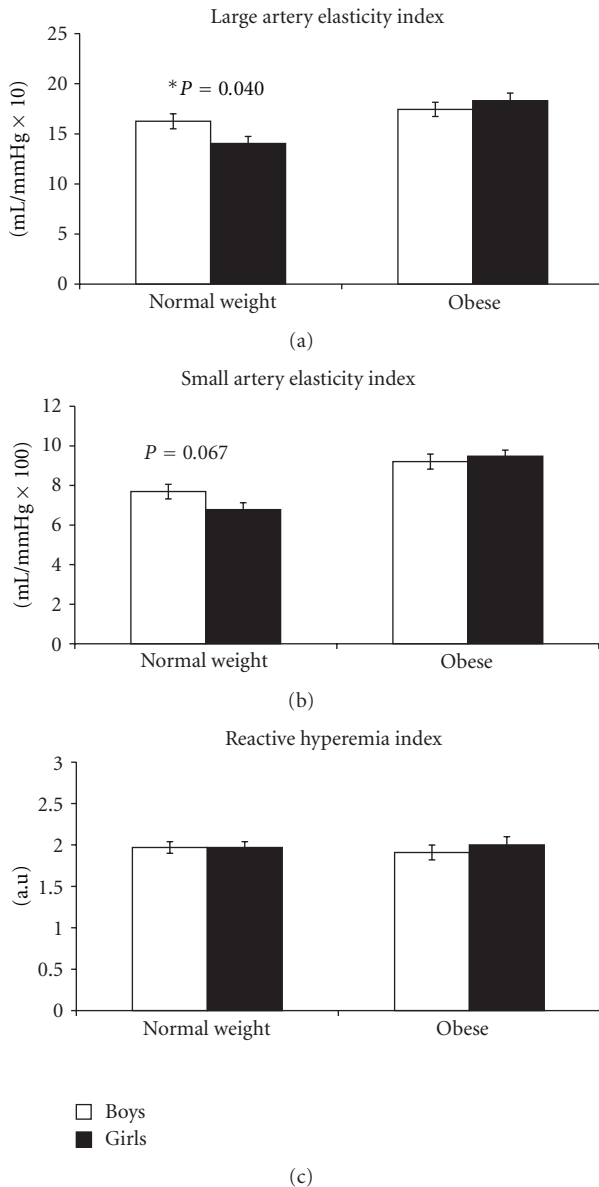 Large artery elasticity index
(mL/mmHg × 10)
25
20
15
10
5
0
*P = 0.040
Normal weight
Obese
(a)
Small artery elasticity index
(mL/mmHg × 100)
12
10
8
6
4
2
0
P = 0.067
Normal weight
Obese
(b)
Reactive hyperemia index
(a.u)
3
2.5
2
1.5
1
0.5
0
Normal weight
Obese
Boys
Girls
(c)